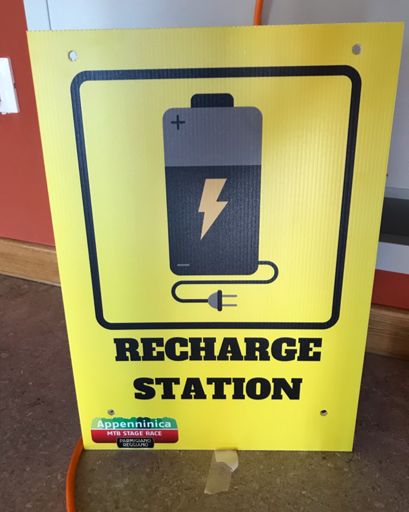 RECHARGE
STATION
Appenninica
MTB STAGE RACE
PARMIGIANO
REGGIANO